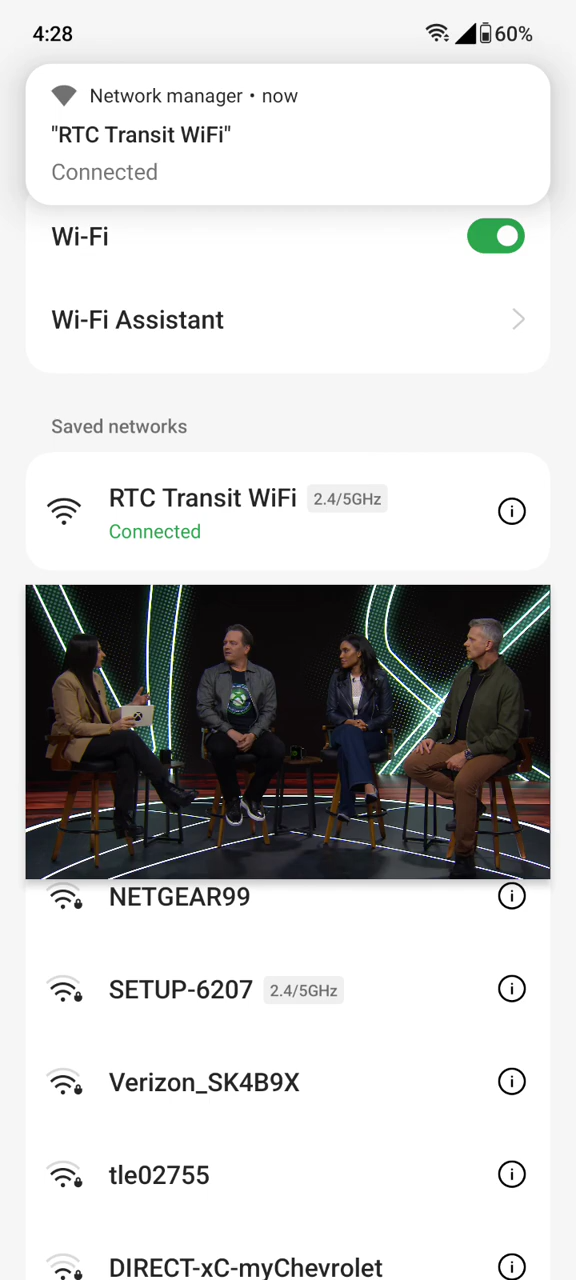 4:28
60%
Network manager • now
"RTC Transit WiFi"
Connected
Wi-Fi
Wi-Fi Assistant
Saved networks
RTC Transit WiFi 2.4/5GHz
Connected
NETGEAR99
SETUP-6207 2.4/5GHz
Verizon_SK4B9X
tle02755
DIRECT-xC-myChevrolet